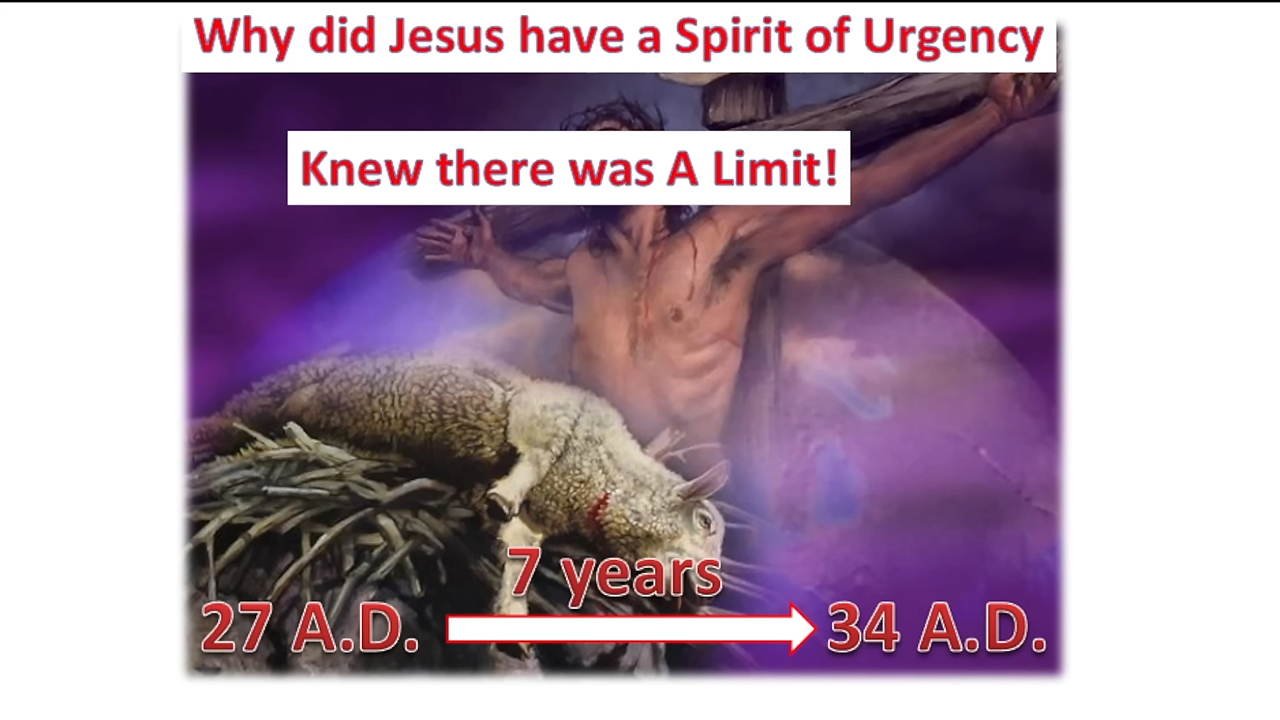 Why did Jesus have a Spirit of Urgency
Knew there was A Limit!
7 years
27 A.D.
34 A.D.